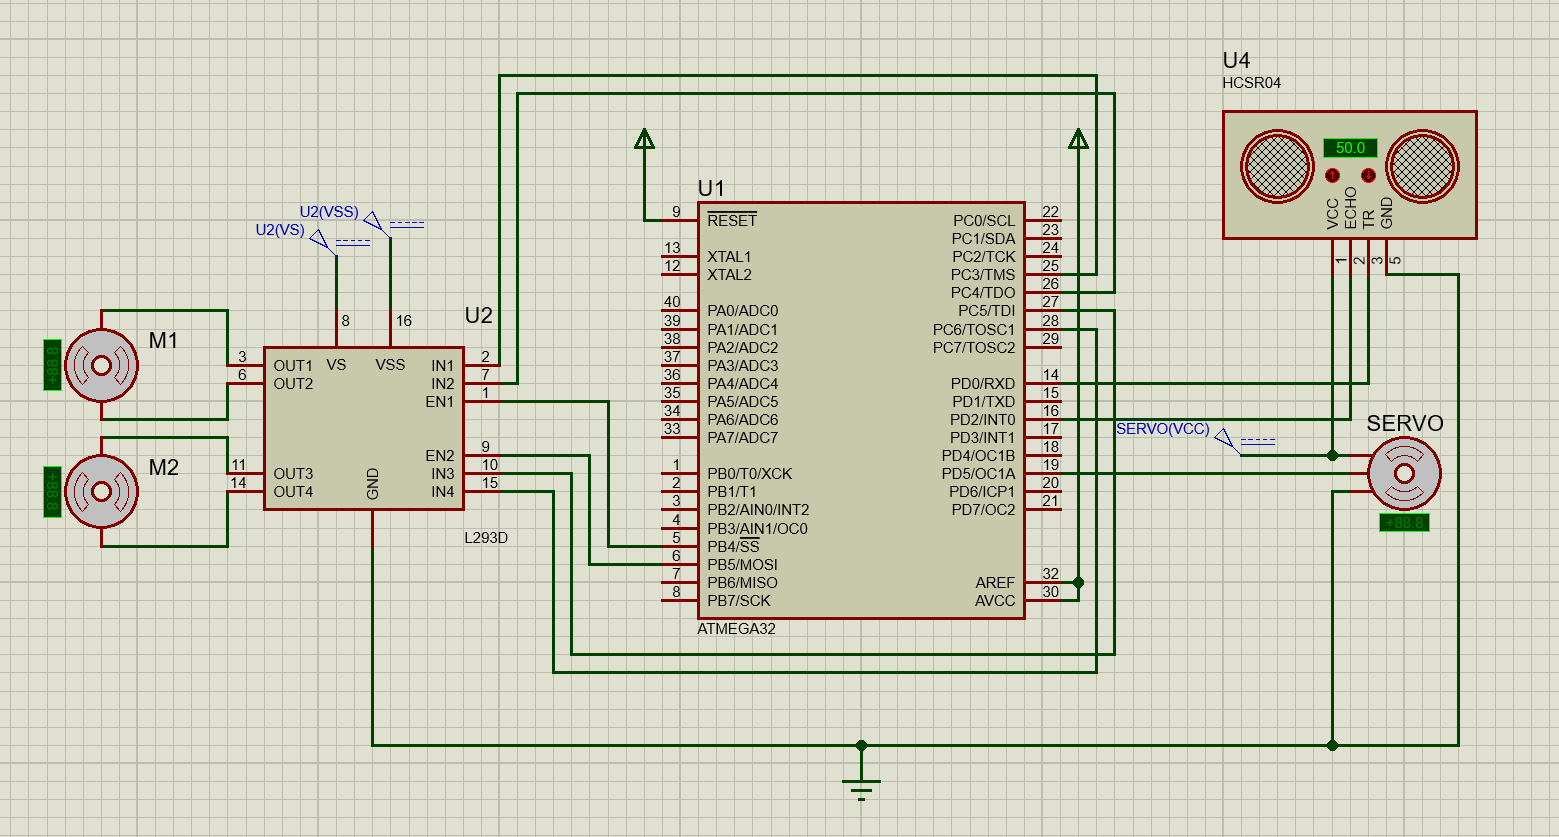 U4
HCSR04
50.0
VCC
ECHO
TR
GND
1
2
3
5
U1
9
RESET
13
XTAL1
12
XTAL2
40
PA0/ADC0
39
PA1/ADC1
38
PA2/ADC2
37
PA3/ADC3
36
PA4/ADC4
35
PA5/ADC5
34
PA6/ADC6
33
PA7/ADC7
1
PB0/T0/XCK
2
PB1/T1
3
PB2/AIN0/INT2
4
PB3/AIN1/OC0
5
PB4/SS
6
PB5/MOSI
7
PB6/MISO
8
PB7/SCK
PC0/SCL
22
PC1/SDA
23
PC2/TCK
24
PC3/TMS
25
PC4/TDO
26
PC5/TDI
27
PC6/TOSC1
28
PC7/TOSC2
29
PD0/RXD
14
PD1/TXD
15
PD2/INT0
16
PD3/INT1
17
PD4/OC1B
18
PD5/OC1A
19
PD6/ICP1
20
PD7/OC2
21
AREF
32
AVCC
30
ATMEGA32
U2(VSS)
U2(VS)
8
16
U2
VS
VSS
3
OUT1
6
OUT2
11
OUT3
14
OUT4
IN1
2
IN2
7
EN1
1
EN2
9
IN3
10
IN4
15
GND
L293D
M1
+88.8
M2
+88.8
SERVO(VCC)
SERVO
+88.8